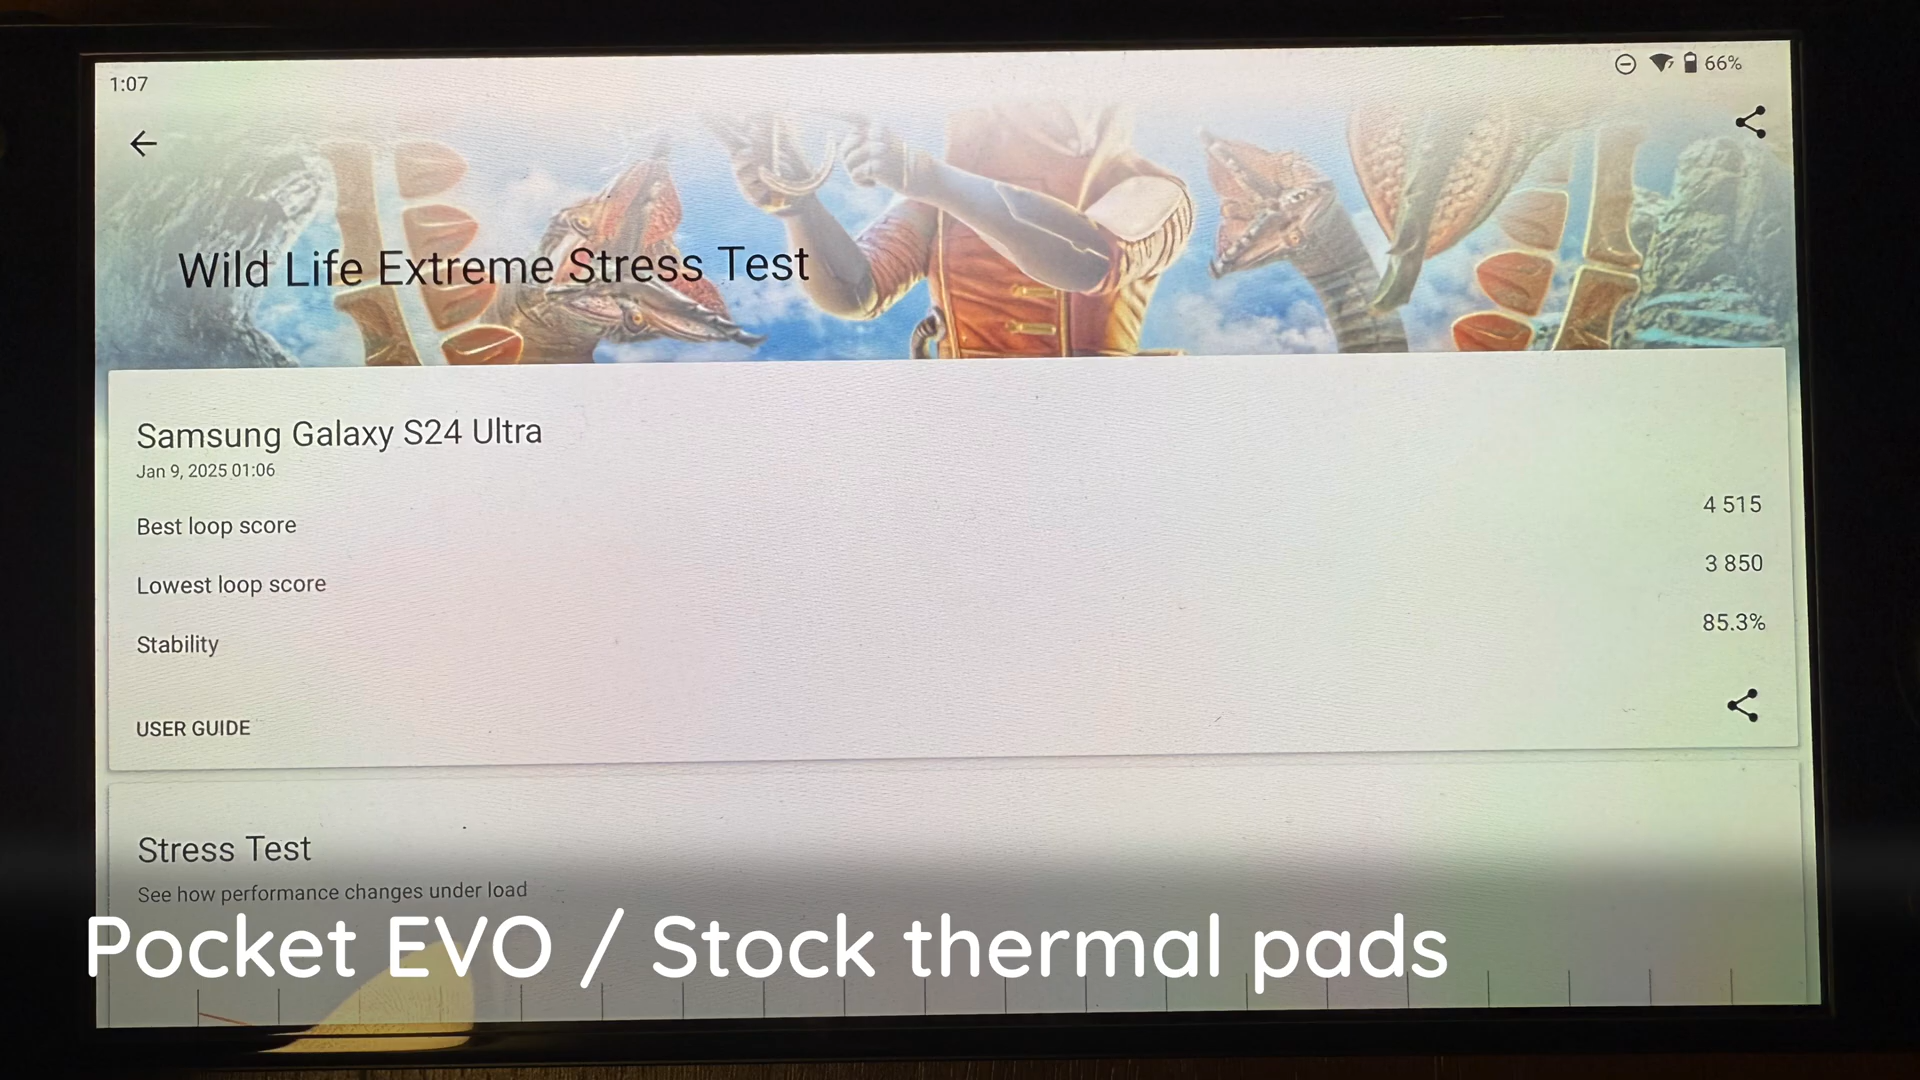 1:07
66%
Wild Life Extreme Stress Test
Samsung Galaxy S24 Ultra
Jan 9, 2025 01:06
Best loop score
4 515
Lowest loop score
3 850
Stability
85.3%
USER GUIDE
Stress Test
See how performance changes under load
Pocket EVO / Stock thermal pads